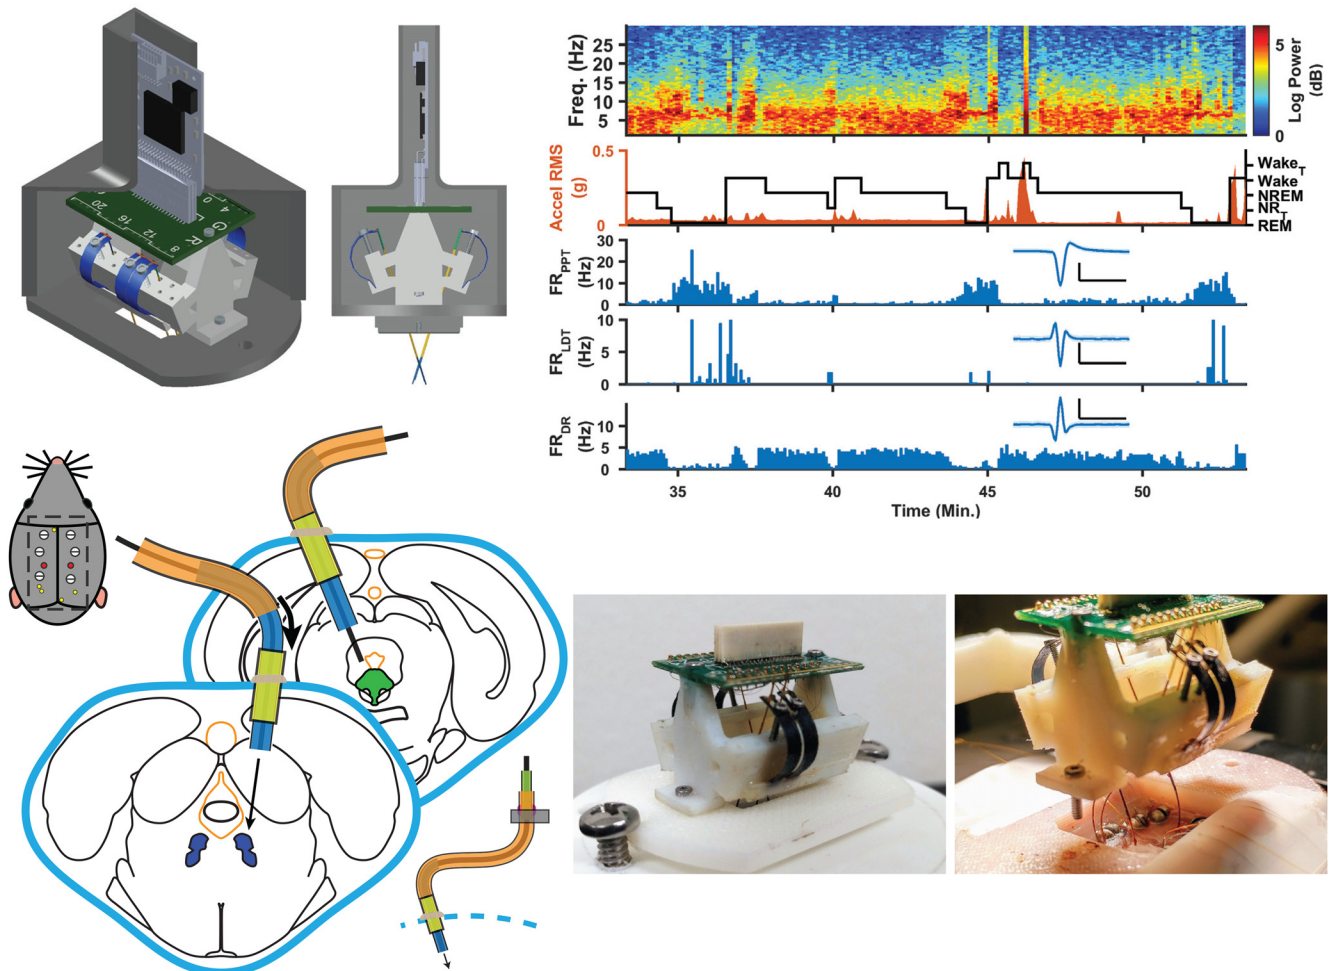 20
16
12
8
4
0
G
R
Freq. (Hz)
25
20
15
10
5
5
0
Log Power
(dB)
Accel RMS
(g)
0.5
0
Wake_T
Wake
NREM
NR_T
REM
FR_PPT
(Hz)
30
20
10
0
FR_LDT
(Hz)
10
5
0
FR_DR
(Hz)
10
5
0
35
40
45
50
Time (Min.)